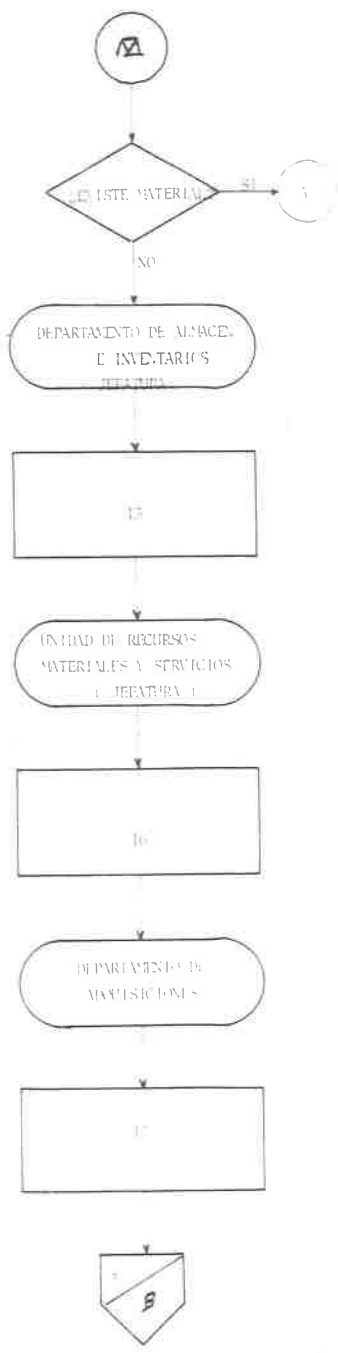 ¿EXISTE MATERIAL?
SI
A
NO
DEPARTAMENTO DE ALMACEN
E INVENTARIOS
JEFATURA
15
UNIDAD DE RECURSOS
MATERIALES Y SERVICIOS
( JEFATURA )
16
DEPARTAMENTO DE
ADQUISICIONES
17
B